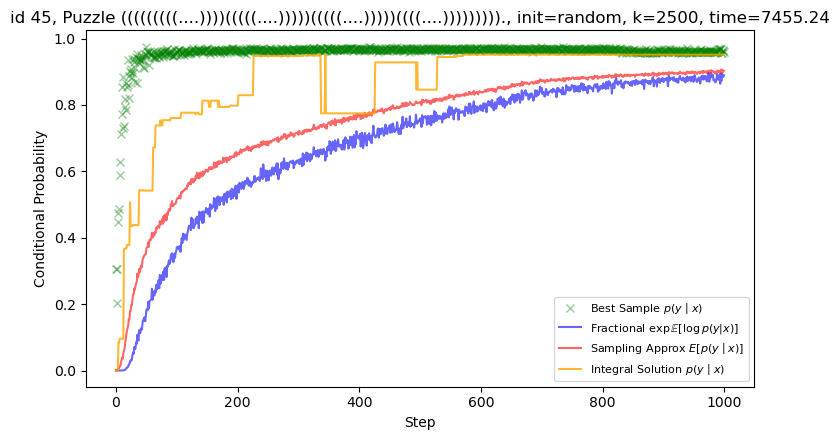 id 45, Puzzle (((((((((....))))(((((....)))))(((((....)))))((((....)))))))))., init=random, k=2500, time=7455.24
1.0
0.8
0.6
0.4
0.2
0.0
Conditional Probability
Best Sample p(y | x)
Fractional exp𝔼[log p(y|x)]
Sampling Approx E[p(y | x)]
Integral Solution p(y | x)
0 200 400 600 800 1000
Step